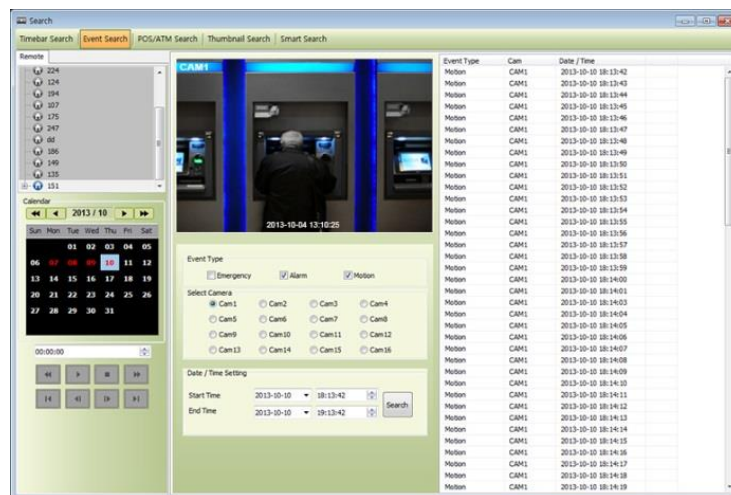 Search
Timebar Search Event Search POS/ATM Search Thumbnail Search Smart Search
Remote
224
124
194
107
175
247
dd
186
149
135
151
Calendar
2013 / 10
Sun Mon Tue Wed Thu Fri Sat
01 02 03 04 05
06 07 08 09 10 11 12
13 14 15 16 17 18 19
20 21 22 23 24 25 26
27 28 29 30 31
00:00:00
CAM1
2013-10-04 13:10:25
Event Type
Emergency Alarm Motion
Select Camera
Cam1 Cam2 Cam3 Cam4
Cam5 Cam6 Cam7 Cam8
Cam9 Cam10 Cam11 Cam12
Cam13 Cam14 Cam15 Cam16
Date / Time Setting
Start Time 2013-10-10 18:13:42
End Time 2013-10-10 19:13:42
Search
Event Type Cam Date / Time
Motion CAM1 2013-10-10 18:13:42
Motion CAM1 2013-10-10 18:13:43
Motion CAM1 2013-10-10 18:13:44
Motion CAM1 2013-10-10 18:13:45
Motion CAM1 2013-10-10 18:13:46
Motion CAM1 2013-10-10 18:13:47
Motion CAM1 2013-10-10 18:13:48
Motion CAM1 2013-10-10 18:13:49
Motion CAM1 2013-10-10 18:13:50
Motion CAM1 2013-10-10 18:13:51
Motion CAM1 2013-10-10 18:13:52
Motion CAM1 2013-10-10 18:13:53
Motion CAM1 2013-10-10 18:13:54
Motion CAM1 2013-10-10 18:13:55
Motion CAM1 2013-10-10 18:13:56
Motion CAM1 2013-10-10 18:13:57
Motion CAM1 2013-10-10 18:13:58
Motion CAM1 2013-10-10 18:13:59
Motion CAM1 2013-10-10 18:14:00
Motion CAM1 2013-10-10 18:14:01
Motion CAM1 2013-10-10 18:14:03
Motion CAM1 2013-10-10 18:14:04
Motion CAM1 2013-10-10 18:14:05
Motion CAM1 2013-10-10 18:14:06
Motion CAM1 2013-10-10 18:14:07
Motion CAM1 2013-10-10 18:14:08
Motion CAM1 2013-10-10 18:14:09
Motion CAM1 2013-10-10 18:14:10
Motion CAM1 2013-10-10 18:14:11
Motion CAM1 2013-10-10 18:14:12
Motion CAM1 2013-10-10 18:14:13
Motion CAM1 2013-10-10 18:14:14
Motion CAM1 2013-10-10 18:14:15
Motion CAM1 2013-10-10 18:14:16
Motion CAM1 2013-10-10 18:14:17
Motion CAM1 2013-10-10 18:14:18
Motion CAM1 2013-10-10 18:14:19